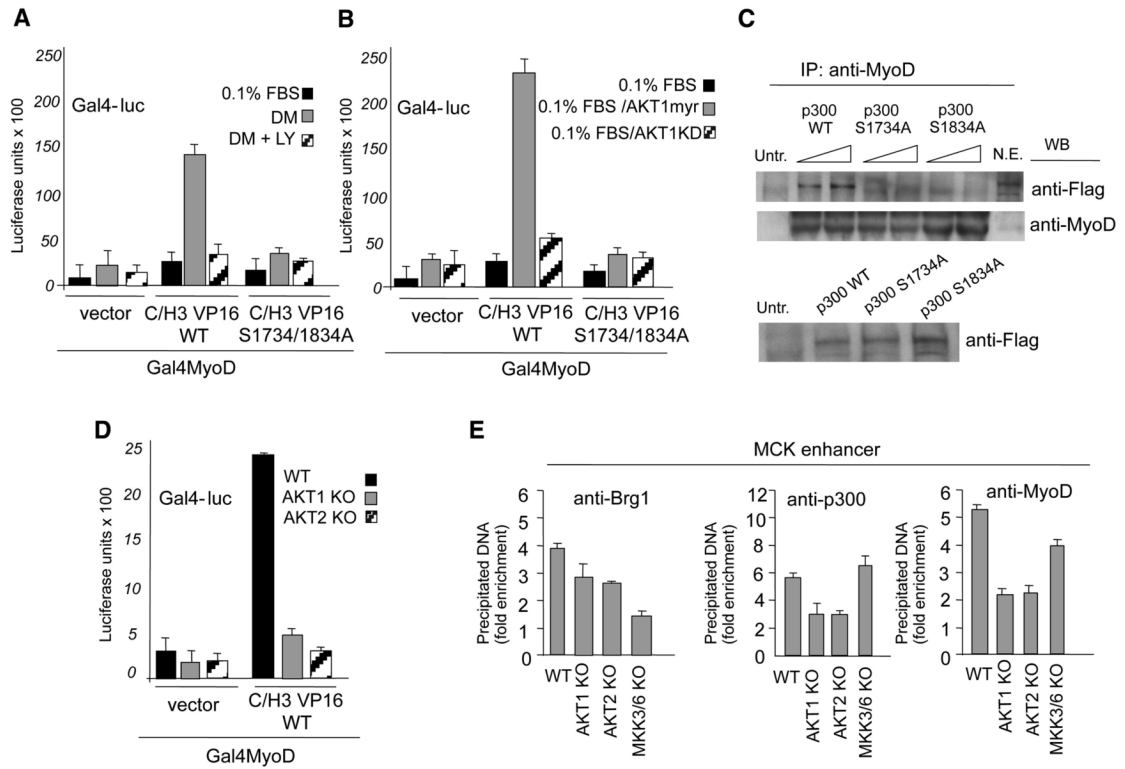 A
250
200
150
100
50
0
Luciferase units x 100
Gal4-luc
0.1% FBS
DM
DM + LY
vector
C/H3 VP16
WT
C/H3 VP16
S1734/1834A
Gal4MyoD
B
250
200
150
100
50
0
Luciferase units x 100
Gal4-luc
0.1% FBS
0.1% FBS /AKT1myr
0.1% FBS/AKT1KD
vector
C/H3 VP16
WT
C/H3 VP16
S1734/1834A
Gal4MyoD
C
IP: anti-MyoD
Untr.
p300
WT
p300
S1734A
p300
S1834A
N.E.
WB
anti-Flag
anti-MyoD
Untr.
p300 WT
p300 S1734A
p300 S1834A
anti-Flag
D
25
20
15
10
5
0
Luciferase units x 100
Gal4-luc
WT
AKT1 KO
AKT2 KO
vector
C/H3 VP16
WT
Gal4MyoD
E
MCK enhancer
anti-Brg1
Precipitated DNA
(fold enrichment)
6
5
4
3
2
1
0
WT
AKT1 KO
AKT2 KO
MKK3/6 KO
anti-p300
Precipitated DNA
(fold enrichment)
12
10
8
6
4
2
0
WT
AKT1 KO
AKT2 KO
MKK3/6 KO
anti-MyoD
Precipitated DNA
(fold enrichment)
6
5
4
3
2
1
0
WT
AKT1 KO
AKT2 KO
MKK3/6 KO